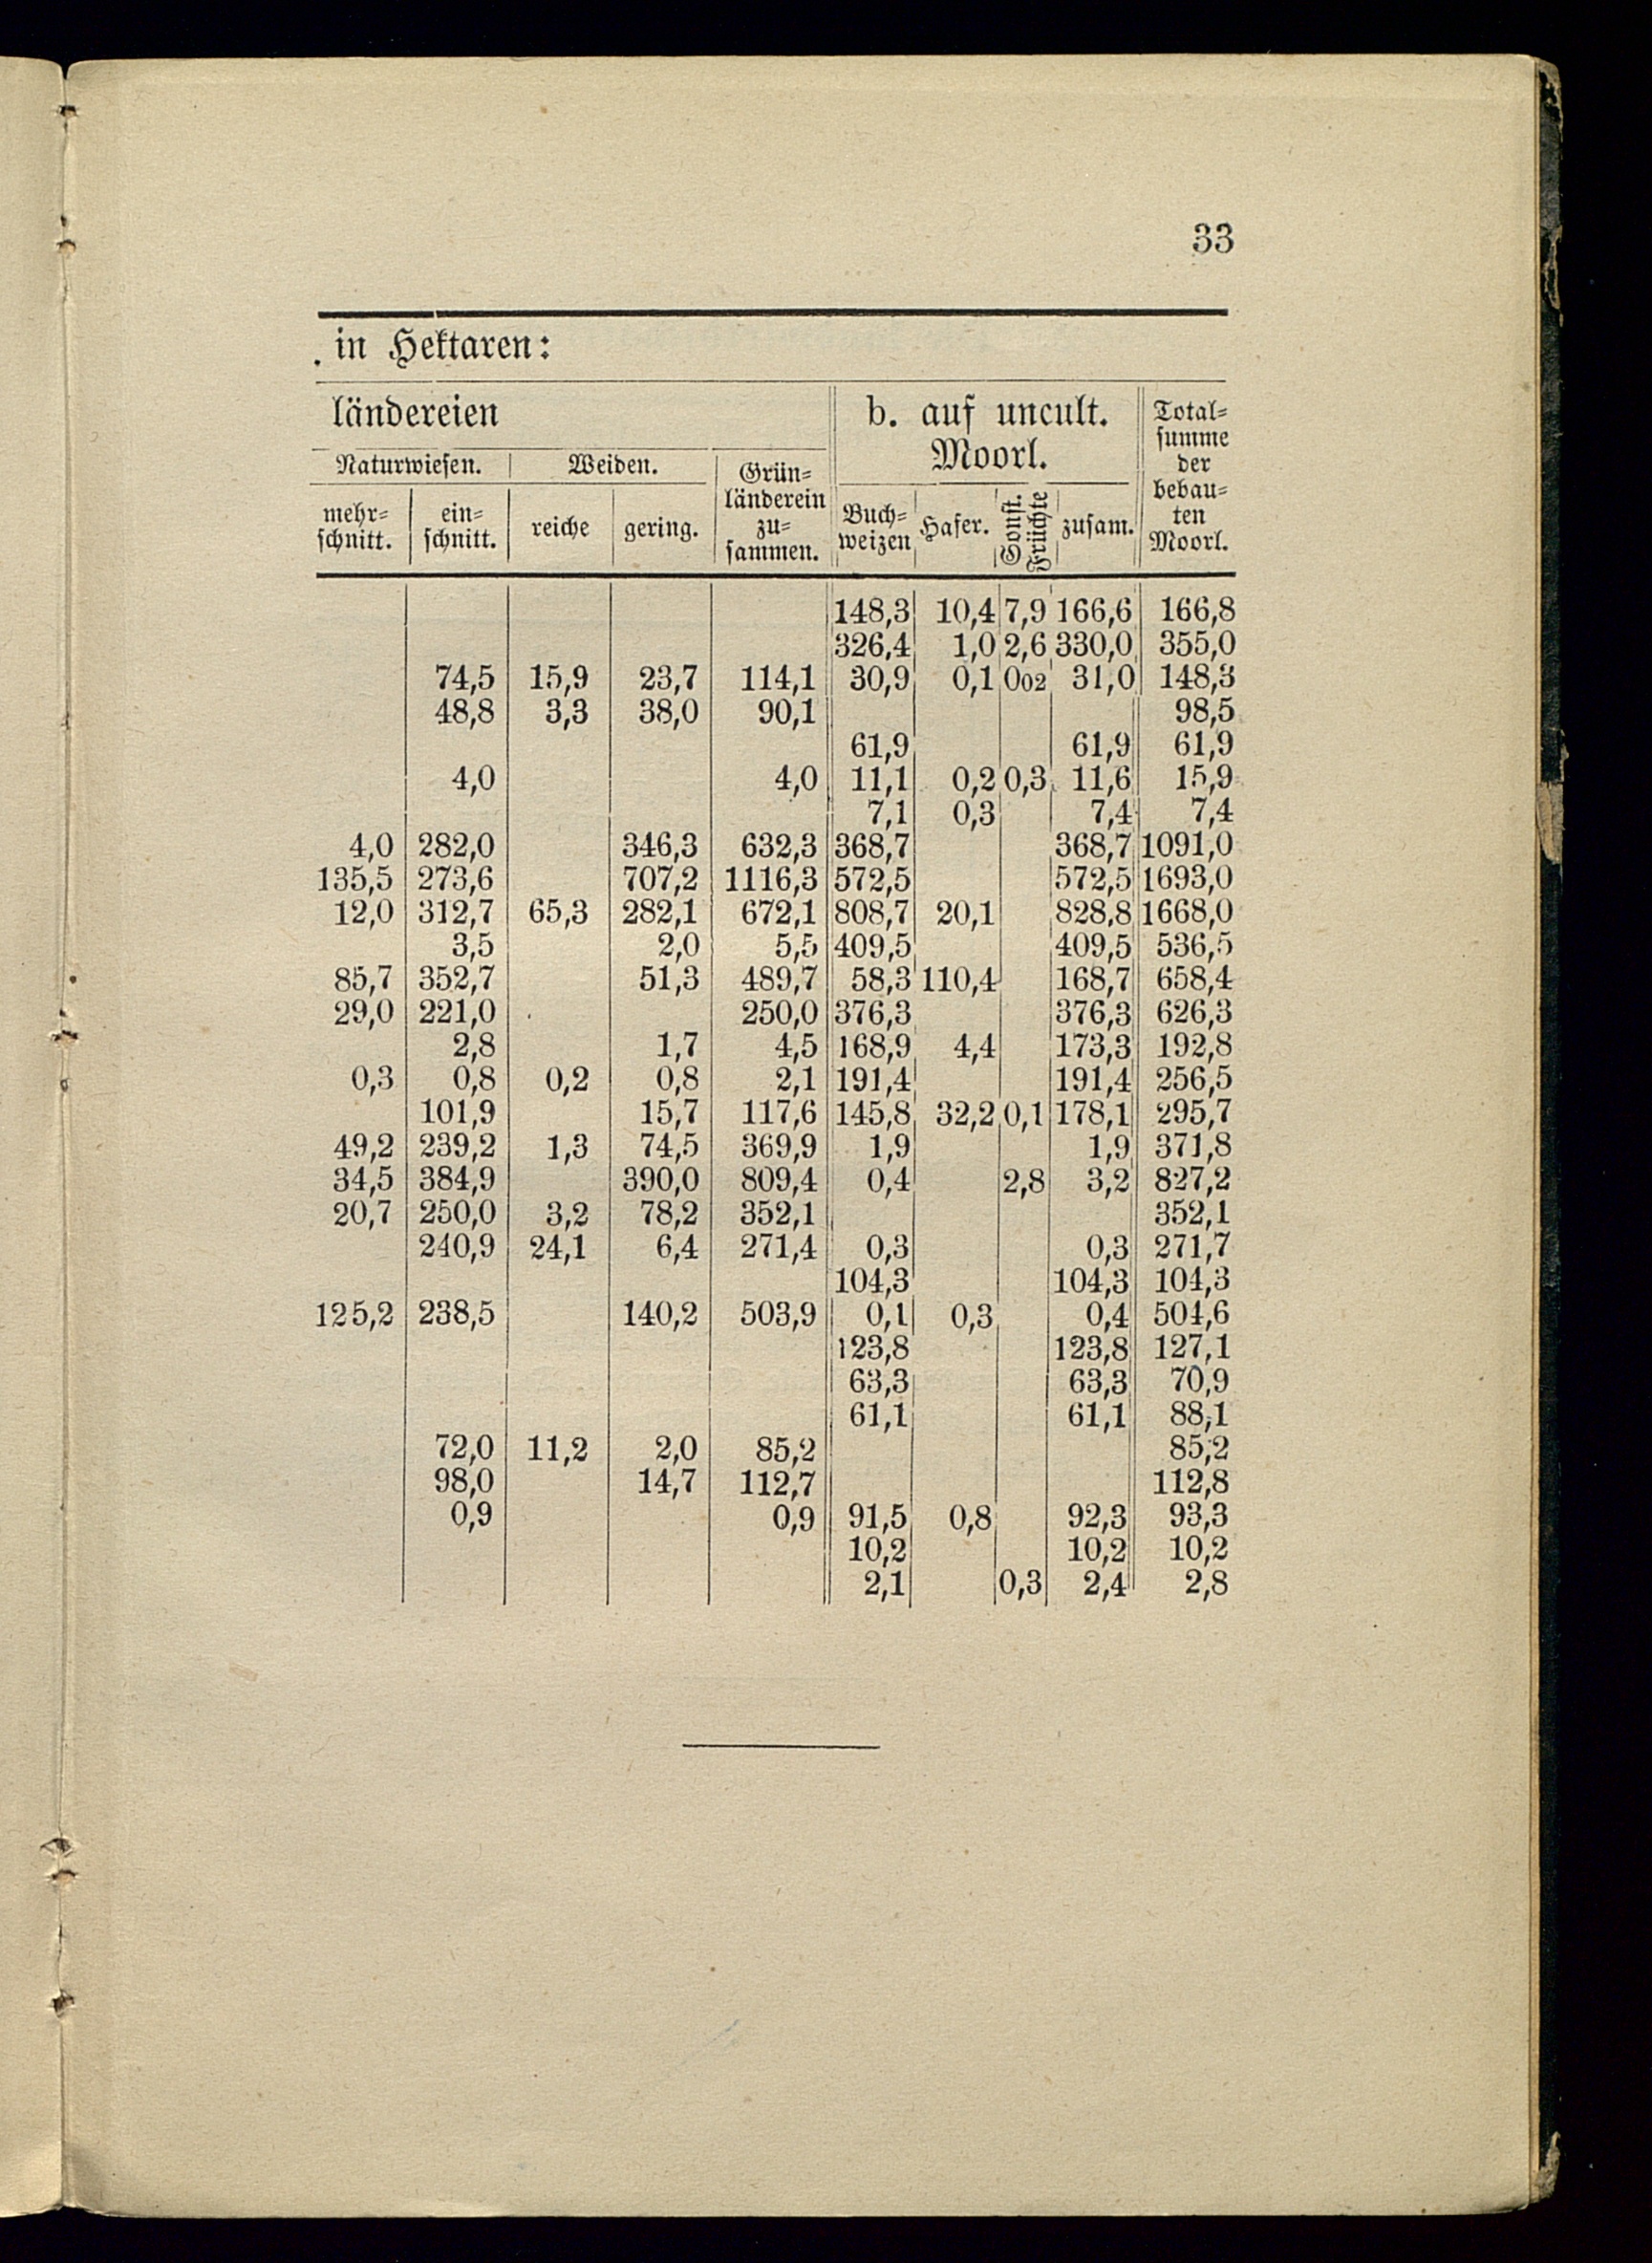 33
. in Hektaren:
ländereien
b. auf uncult.
Moorl.
Total-
summe
der
bebau-
ten
Moorl.
Naturwiesen. Weiden.
Grün-
länderein
zu-
sammen.
mehr-
schnitt.
ein-
schnitt.
reiche
gering.
Buch-
weizen
Hafer.
Sonst.
Früchte
zusam.
148,3 10,4 7,9 166,6 166,8
326,4 1,0 2,6 330,0 355,0
74,5 15,9 23,7 114,1 30,9 0,1 002 31,0 148,3
48,8 3,3 38,0 90,1 98,5
61,9 61,9 61,9
4,0 4,0 11,1 0,2 0,3 11,6 15,9
7,1 0,3 7,4 7,4
4,0 282,0 346,3 632,3 368,7 368,7 1091,0
135,5 273,6 707,2 1116,3 572,5 572,5 1693,0
12,0 312,7 65,3 282,1 672,1 808,7 20,1 828,8 1668,0
3,5 2,0 5,5 409,5 409,5 536,5
85,7 352,7 51,3 489,7 58,3 110,4 168,7 658,4
29,0 221,0 250,0 376,3 376,3 626,3
2,8 1,7 4,5 168,9 4,4 173,3 192,8
0,3 0,8 0,2 0,8 2,1 191,4 191,4 256,5
101,9 15,7 117,6 145,8 32,2 0,1 178,1 295,7
49,2 239,2 1,3 74,5 369,9 1,9 1,9 371,8
34,5 384,9 390,0 809,4 0,4 2,8 3,2 827,2
20,7 250,0 3,2 78,2 352,1 352,1
240,9 24,1 6,4 271,4 0,3 0,3 271,7
104,3 104,3 104,3
125,2 238,5 140,2 503,9 0,1 0,3 0,4 504,6
123,8 123,8 127,1
63,3 63,3 70,9
61,1 61,1 88,1
72,0 11,2 2,0 85,2 85,2
98,0 14,7 112,7 112,8
0,9 0,9 91,5 0,8 92,3 93,3
10,2 10,2 10,2
2,1 0,3 2,4 2,8